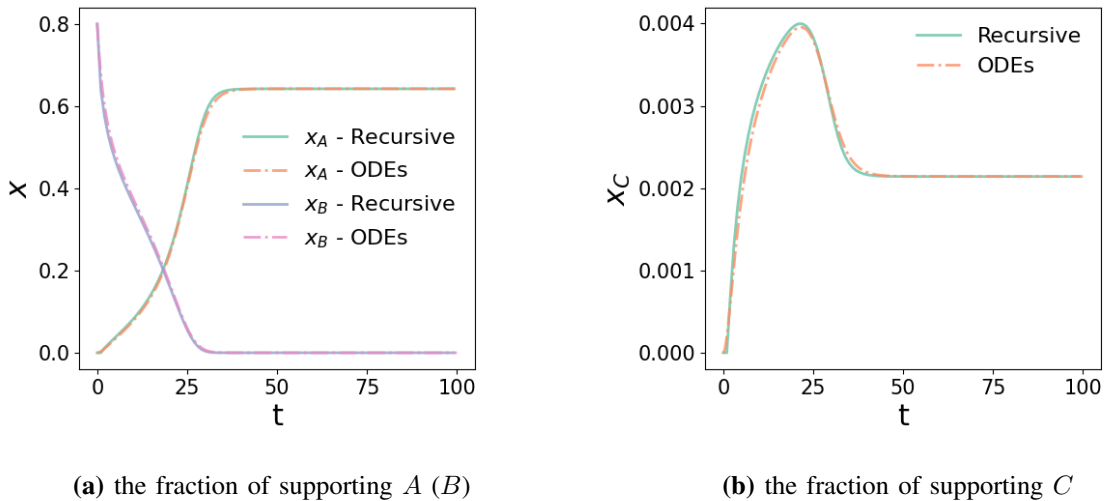 0.8
0.6
0.4
0.2
0.0
x
0 25 50 75 100
t
x_A - Recursive
x_A - ODEs
x_B - Recursive
x_B - ODEs
(a) the fraction of supporting A (B)
0.004
0.003
0.002
0.001
0.000
x_C
0 25 50 75 100
t
Recursive
ODEs
(b) the fraction of supporting C